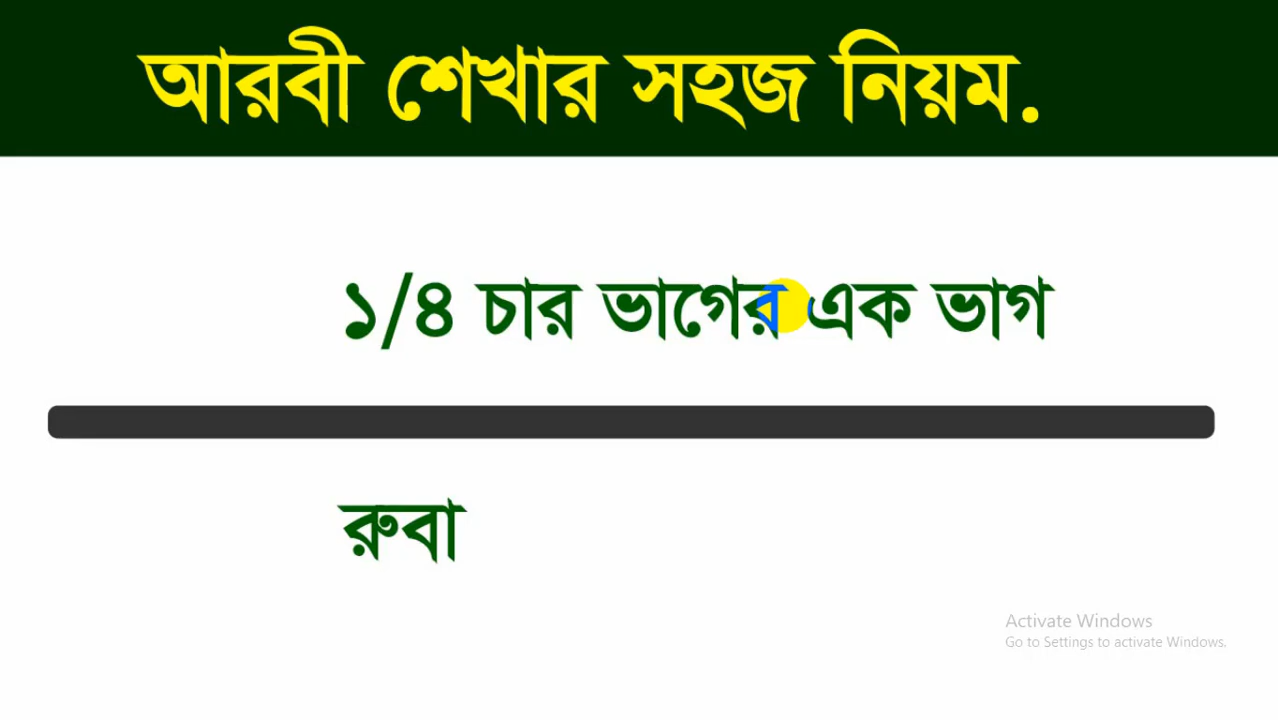 আরবী শেখার সহজ নিয়ম.
১/৪ চার ভাগের এক ভাগ
রুবা
Activate Windows
Go to Settings to activate Windows.